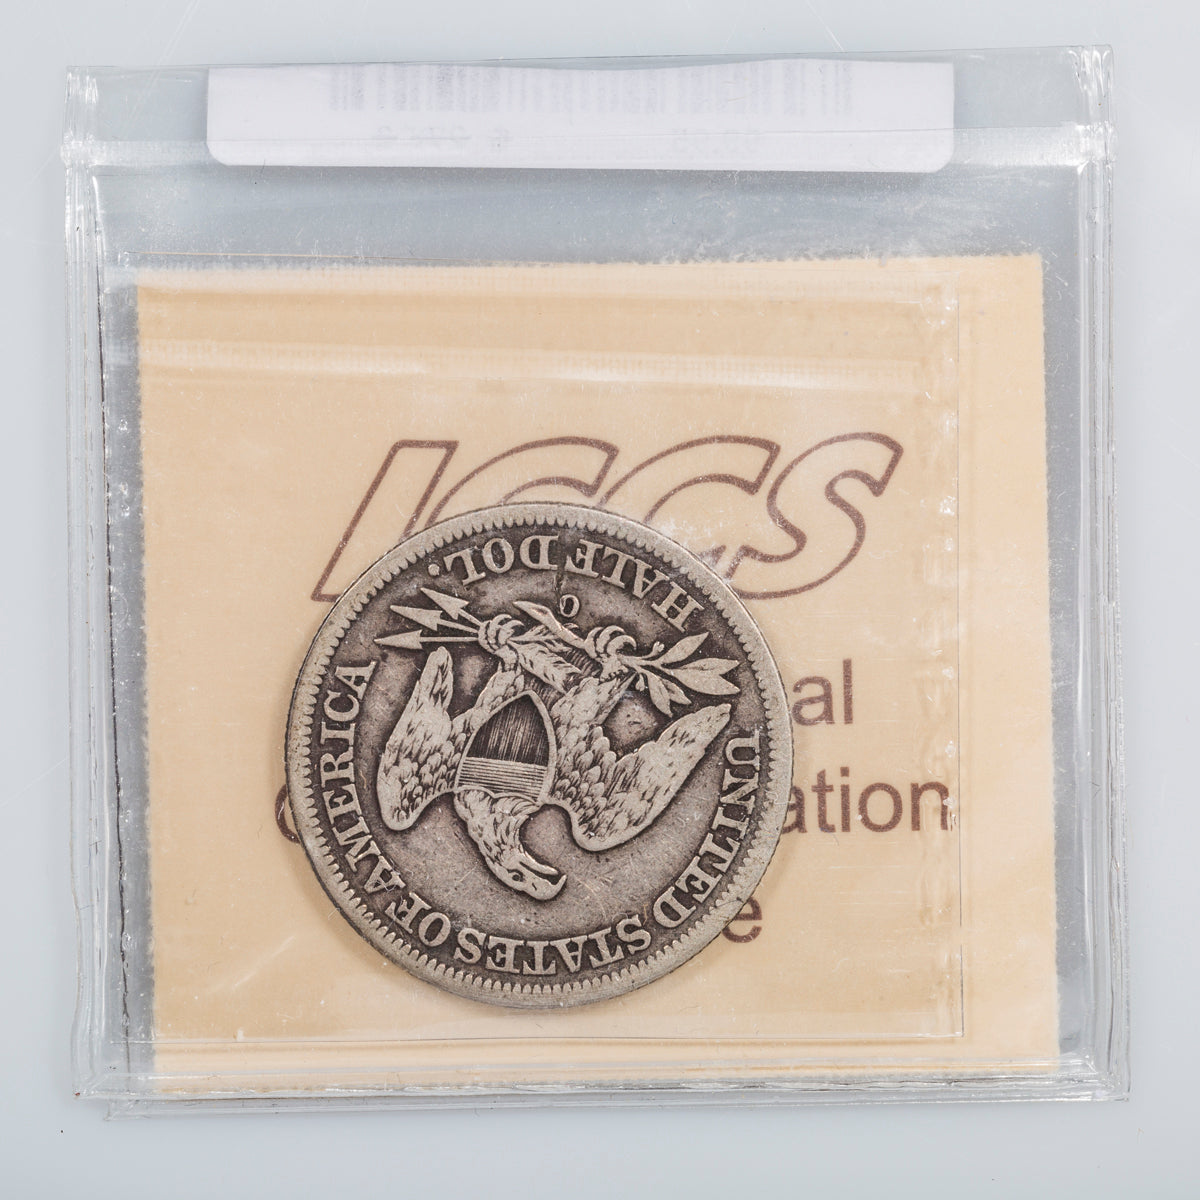 ICCS
al
ation
e
UNITED STATES OF AMERICA
HALF DOL.
O